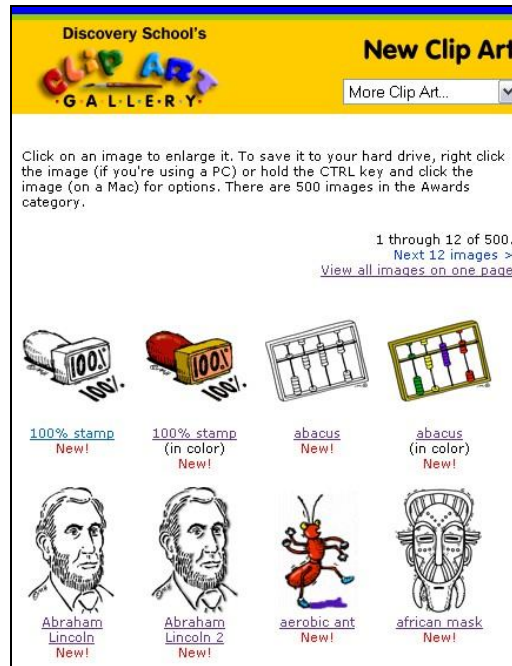 Discovery School's
CLIP ART
G·A·L·L·E·R·Y
New Clip Art
More Clip Art...
Click on an image to enlarge it. To save it to your hard drive, right click
the image (if you're using a PC) or hold the CTRL key and click the
image (on a Mac) for options. There are 500 images in the Awards
category.
1 through 12 of 500.
Next 12 images >
View all images on one page
100%
100%
100%
100%
100% stamp
New!
100% stamp
(in color)
New!
abacus
New!
abacus
(in color)
New!
Abraham
Lincoln
New!
Abraham
Lincoln 2
New!
aerobic ant
New!
african mask
New!